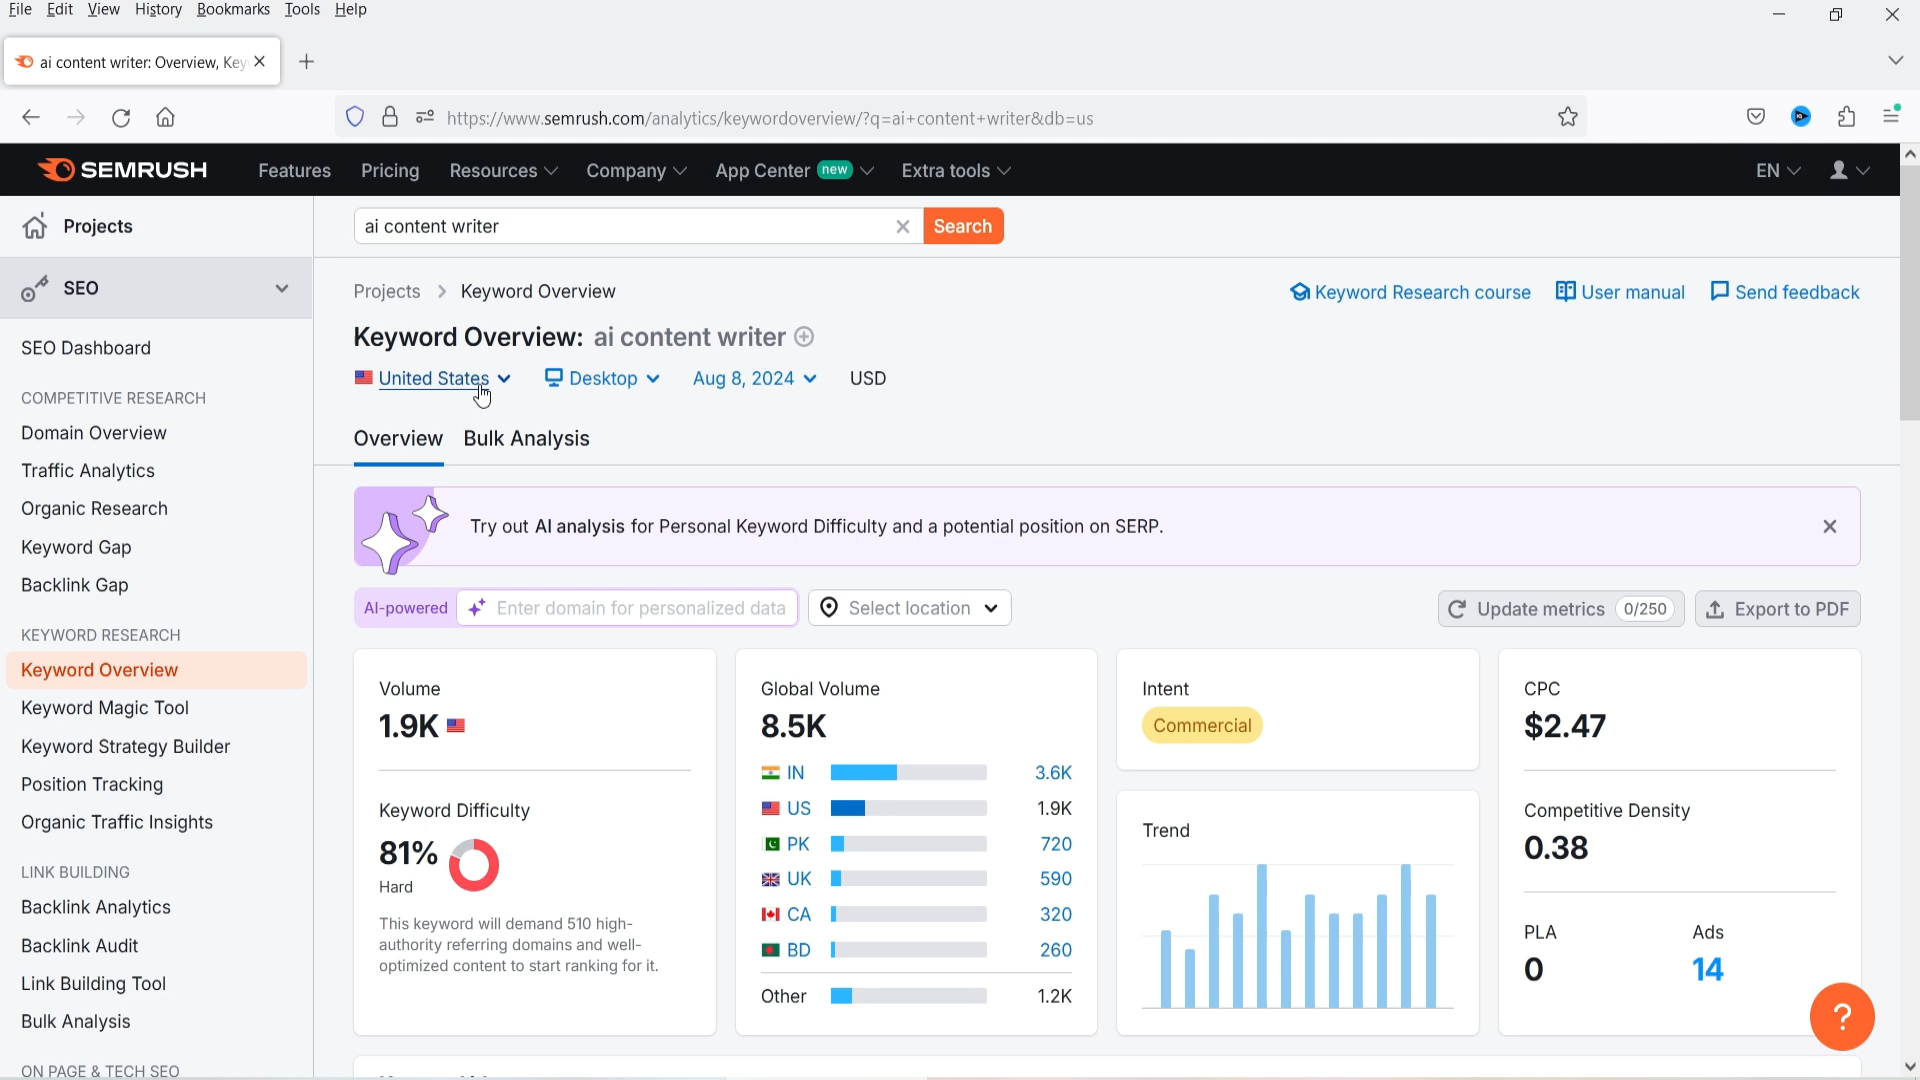 File Edit View History Bookmarks Tools Help
ai content writer: Overview, Key
https://www.semrush.com/analytics/keywordoverview/?q=ai+content+writer&db=us
SEMRUSH Features Pricing Resources Company App Center new Extra tools EN
Projects
ai content writer Search
SEO
Projects > Keyword Overview
Keyword Research course User manual Send feedback
Keyword Overview: ai content writer
United States Desktop Aug 8, 2024 USD
Overview Bulk Analysis
SEO Dashboard
COMPETITIVE RESEARCH
Domain Overview
Traffic Analytics
Organic Research
Keyword Gap
Backlink Gap
KEYWORD RESEARCH
Keyword Overview
Keyword Magic Tool
Keyword Strategy Builder
Position Tracking
Organic Traffic Insights
LINK BUILDING
Backlink Analytics
Backlink Audit
Link Building Tool
Bulk Analysis
ON PAGE & TECH SEO
Try out AI analysis for Personal Keyword Difficulty and a potential position on SERP.
AI-powered Enter domain for personalized data Select location Update metrics 0/250 Export to PDF
Volume
1.9K
Keyword Difficulty
81%
Hard
This keyword will demand 510 high-
authority referring domains and well-
optimized content to start ranking for it.
Global Volume
8.5K
IN 3.6K
US 1.9K
PK 720
UK 590
CA 320
BD 260
Other 1.2K
Intent
Commercial
Trend
CPC
$2.47
Competitive Density
0.38
PLA Ads
0 14
?